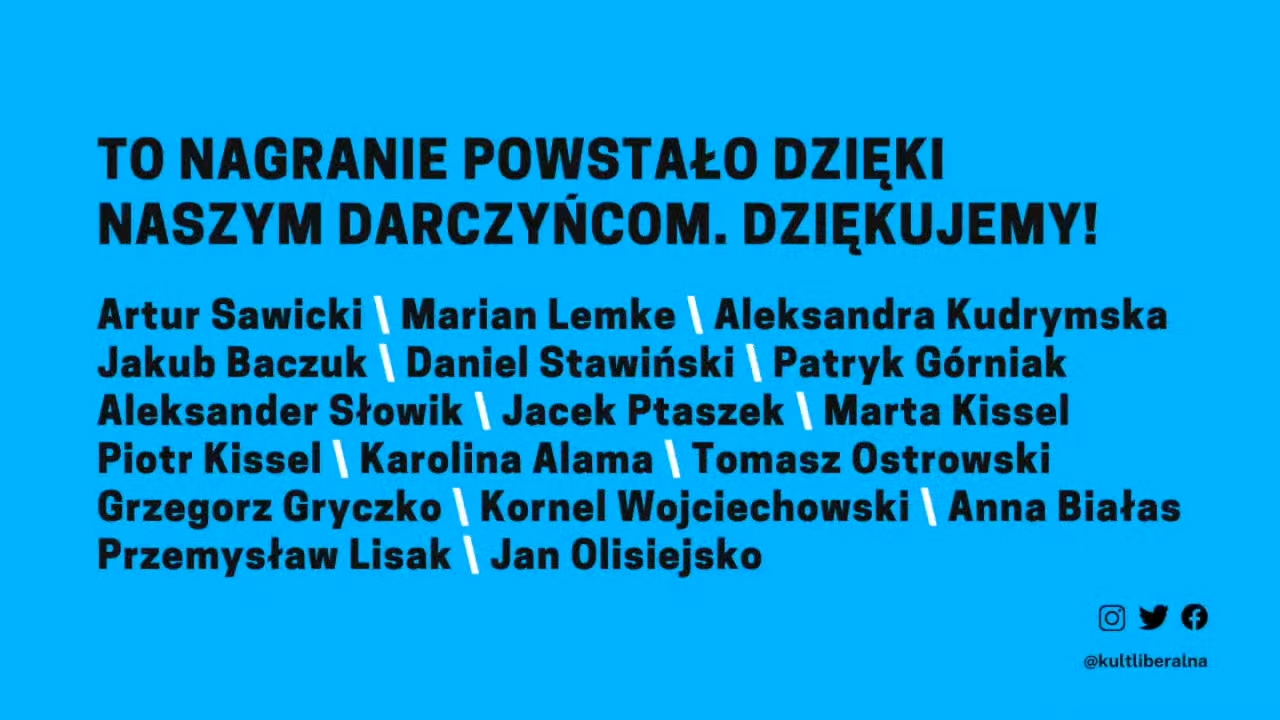 TO NAGRANIE POWSTAŁO DZIĘKI
NASZYM DARCZYŃCOM. DZIĘKUJEMY!
Artur Sawicki \ Marian Lemke \ Aleksandra Kudrymska
Jakub Baczuk \ Daniel Stawiński \ Patryk Górniak
Aleksander Słowik \ Jacek Ptaszek \ Marta Kissel
Piotr Kissel \ Karolina Alama \ Tomasz Ostrowski
Grzegorz Gryczko \ Kornel Wojciechowski \ Anna Białas
Przemysław Lisak \ Jan Olisiejsko
@kultliberalna